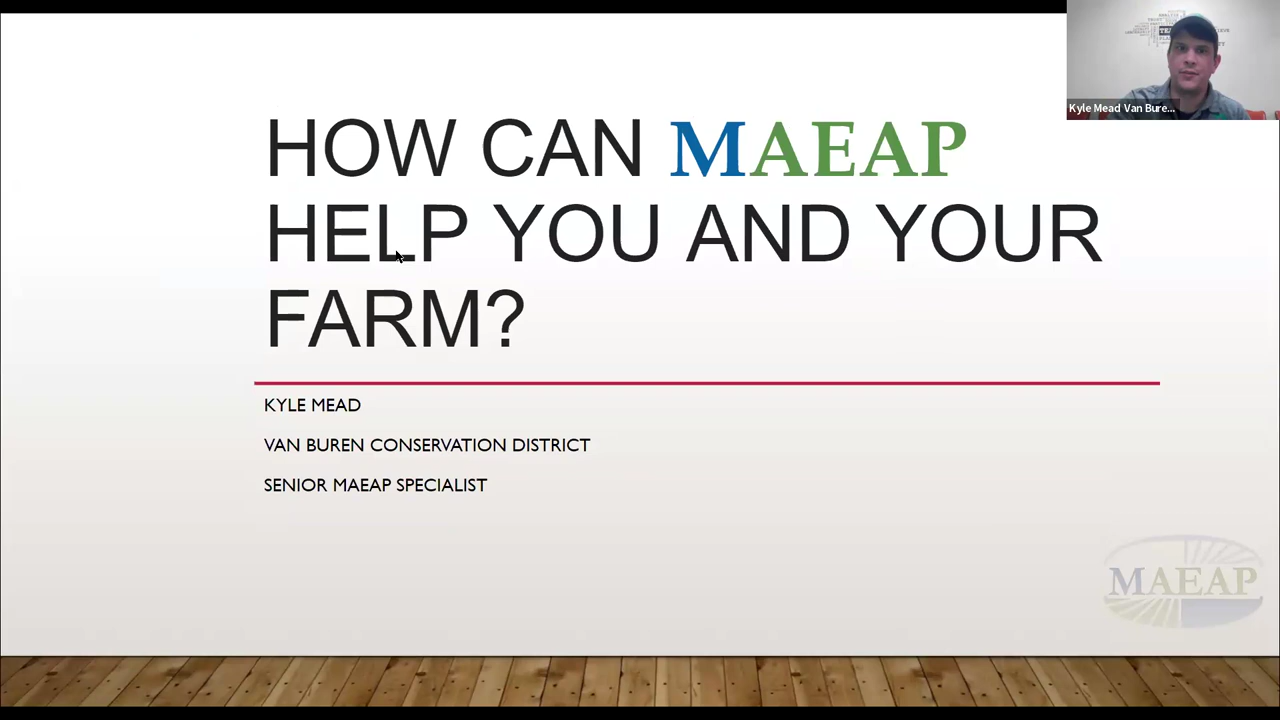 HOW CAN MAEAP
HELP YOU AND YOUR
FARM?
KYLE MEAD
VAN BUREN CONSERVATION DISTRICT
SENIOR MAEAP SPECIALIST
Kyle Mead Van Bure...
MAEAP